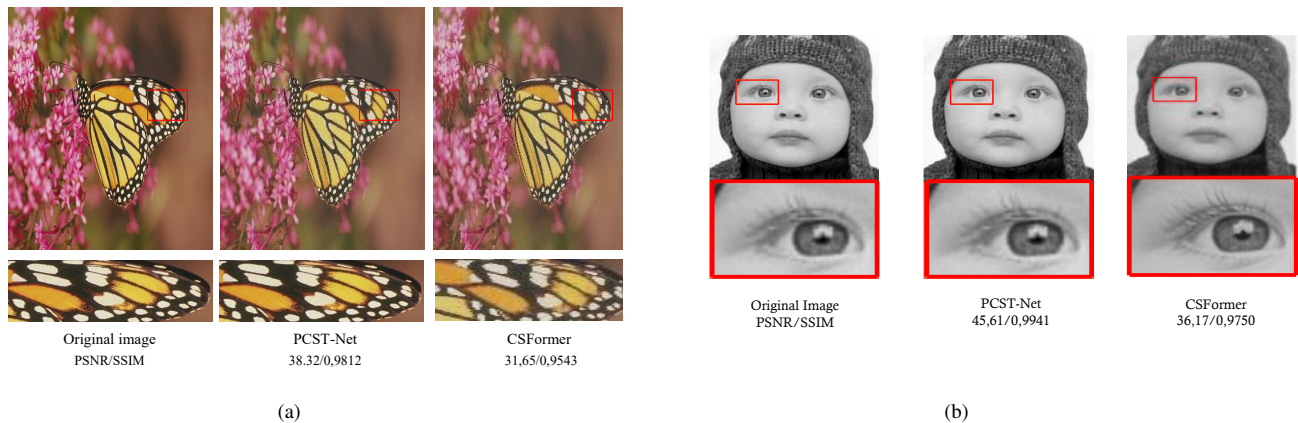 Original image
PSNR/SSIM
PCST-Net
38.32/0,9812
CSFormer
31,65/0,9543
(a)
Original Image
PSNR/SSIM
PCST-Net
45,61/0,9941
CSFormer
36,17/0,9750
(b)